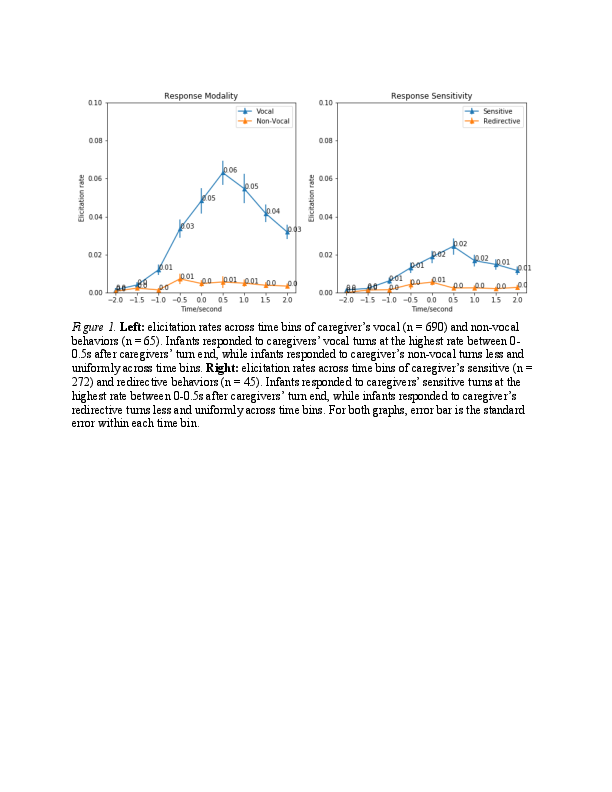 Response Modality
Response Sensitivity
0.10
0.08
0.06
0.04
0.02
0.00
Elicitation rate
Vocal
Non-Vocal
0.0
0.0
0.01
0.03
0.05
0.06
0.05
0.04
0.03
0.0
0.0
0.0
0.01
0.0
0.01
0.01
0.0
0.0
−2.0 −1.5 −1.0 −0.5 0.0 0.5 1.0 1.5 2.0
Time/second
0.10
0.08
0.06
0.04
0.02
0.00
Elicitation rate
Sensitive
Redirective
0.0
0.0
0.01
0.01
0.02
0.02
0.02
0.01
0.01
0.0
0.0
0.0
0.0
0.01
0.0
0.0
0.0
0.0
−2.0 −1.5 −1.0 −0.5 0.0 0.5 1.0 1.5 2.0
Time/second
Figure 1. Left: elicitation rates across time bins of caregiver’s vocal (n = 690) and non-vocal
behaviors (n = 65). Infants responded to caregivers’ vocal turns at the highest rate between 0-
0.5s after caregivers’ turn end, while infants responded to caregiver’s non-vocal turns less and
uniformly across time bins. Right: elicitation rates across time bins of caregiver’s sensitive (n =
272) and redirective behaviors (n = 45). Infants responded to caregivers’ sensitive turns at the
highest rate between 0-0.5s after caregivers’ turn end, while infants responded to caregiver’s
redirective turns less and uniformly across time bins. For both graphs, error bar is the standard
error within each time bin.